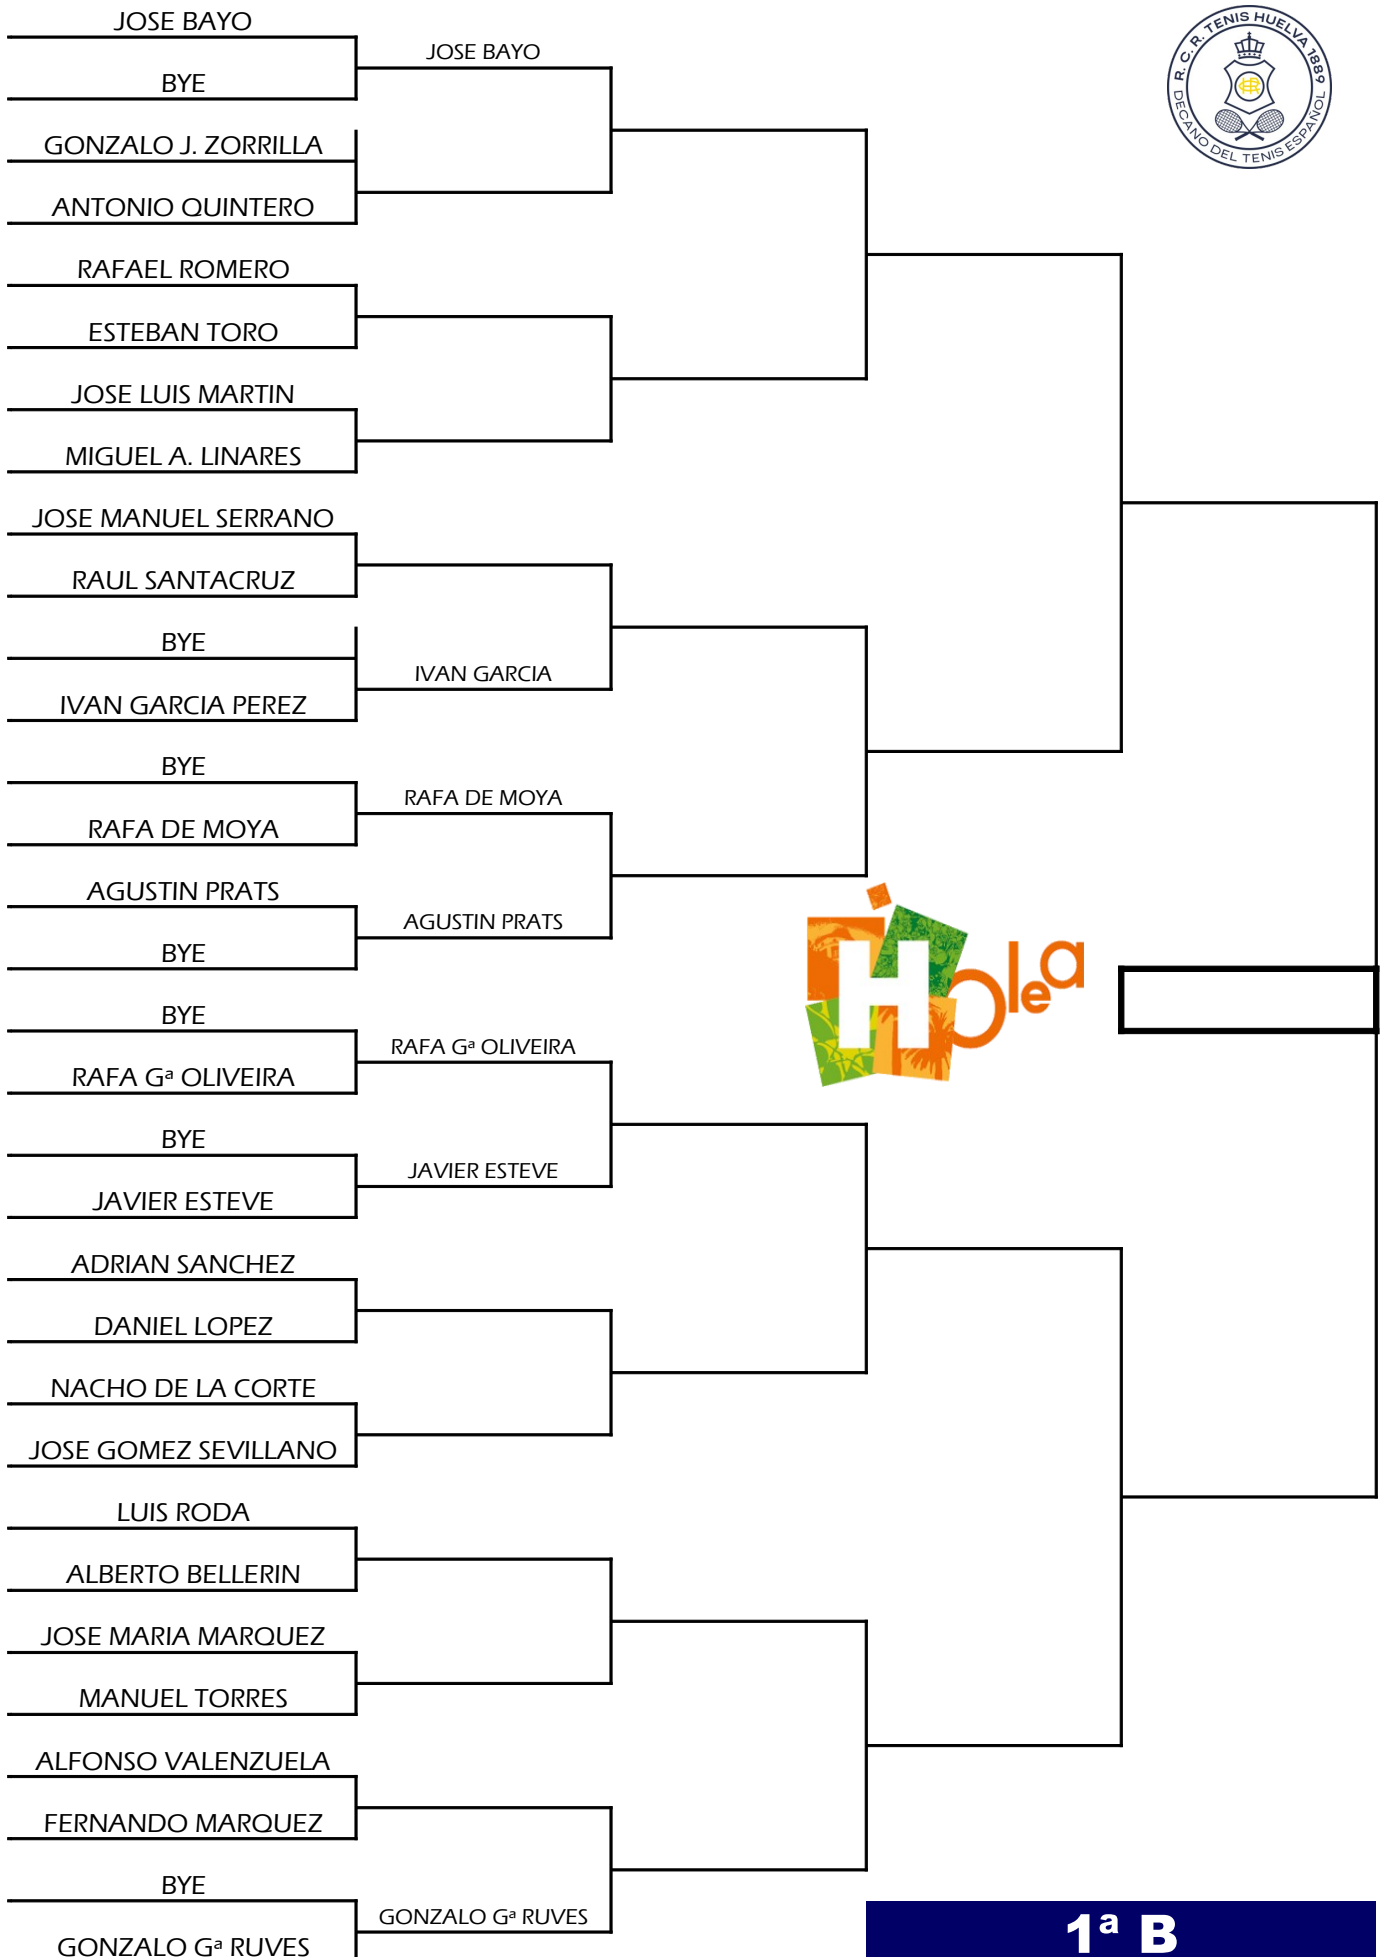 JOSE BAYO
JOSE BAYO
BYE
GONZALO J. ZORRILLA
ANTONIO QUINTERO
RAFAEL ROMERO
ESTEBAN TORO
JOSE LUIS MARTIN
MIGUEL A. LINARES
JOSE MANUEL SERRANO
RAUL SANTACRUZ
BYE
IVAN GARCIA
IVAN GARCIA PEREZ
BYE
RAFA DE MOYA
RAFA DE MOYA
AGUSTIN PRATS
AGUSTIN PRATS
BYE
BYE
RAFA Gª OLIVEIRA
RAFA Gª OLIVEIRA
BYE
JAVIER ESTEVE
JAVIER ESTEVE
ADRIAN SANCHEZ
DANIEL LOPEZ
NACHO DE LA CORTE
JOSE GOMEZ SEVILLANO
LUIS RODA
ALBERTO BELLERIN
JOSE MARIA MARQUEZ
MANUEL TORRES
ALFONSO VALENZUELA
FERNANDO MARQUEZ
BYE
GONZALO Gª RUVES
GONZALO Gª RUVES
R. C. R. TENIS HUELVA 1889
DECANO DEL TENIS ESPAÑOL
Holea
1ª B